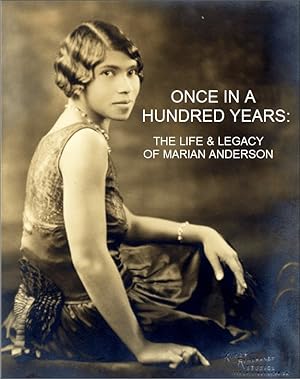 ONCE IN A
HUNDRED YEARS:
THE LIFE & LEGACY
OF MARIAN ANDERSON